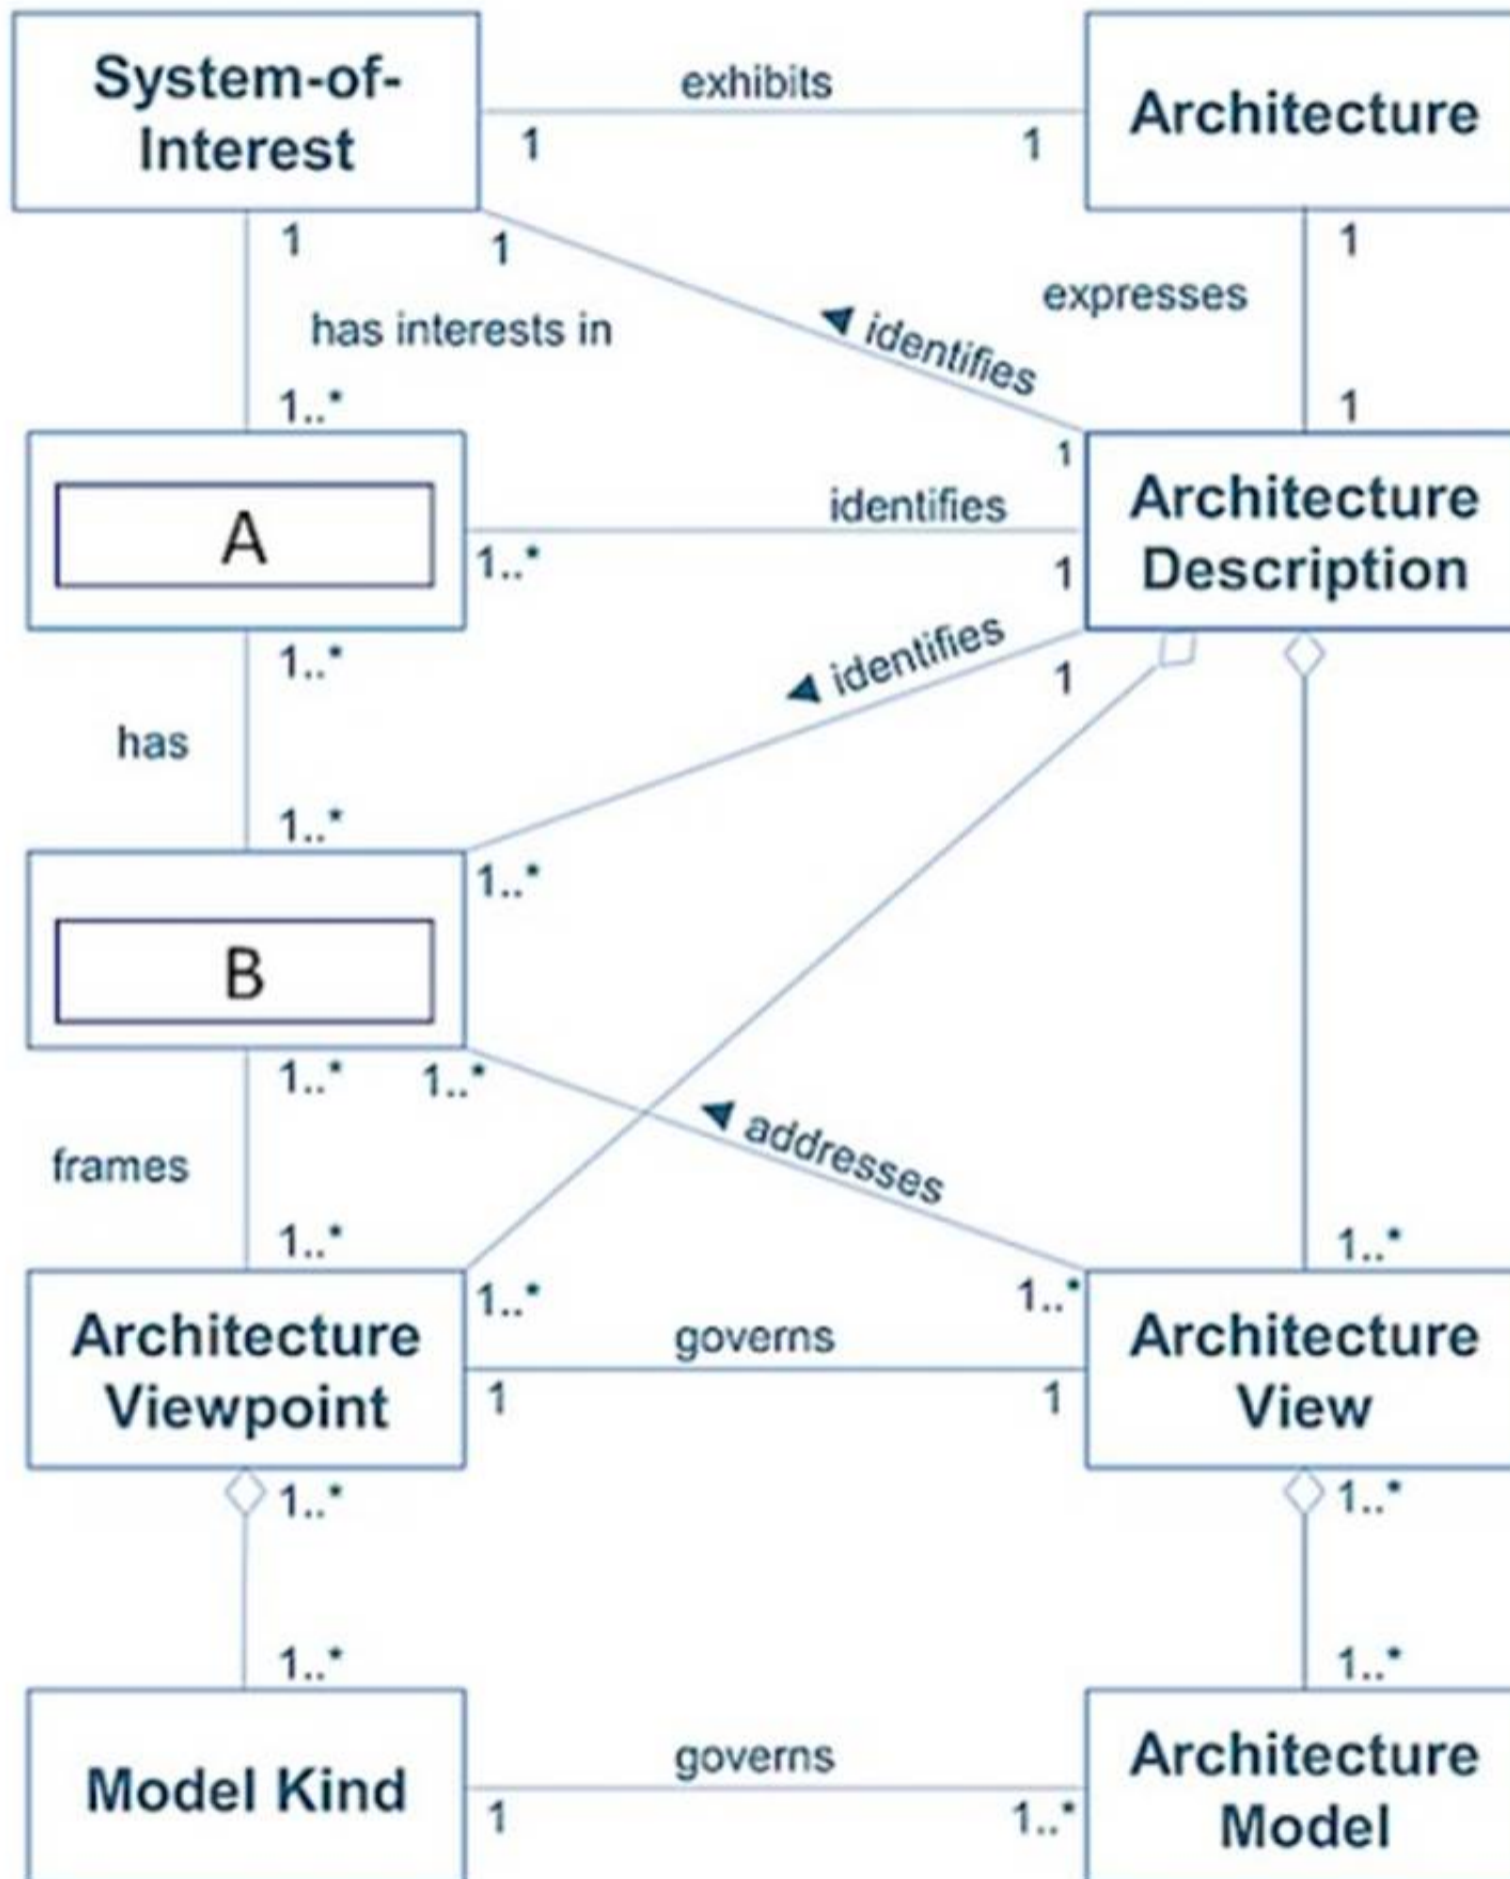 System-of-
Interest
exhibits
1
1
Architecture
1
1
1
has interests in
expresses
identifies
1..*
1
A
identifies
1
Architecture
Description
1..*
1
1..*
identifies
1
has
1..*
1..*
B
1..*
1..*
addresses
frames
1..*
1..*
Architecture
Viewpoint
1..*
1..*
governs
1
1
Architecture
View
1..*
1..*
1..*
1..*
Model Kind
governs
1
1..*
Architecture
Model